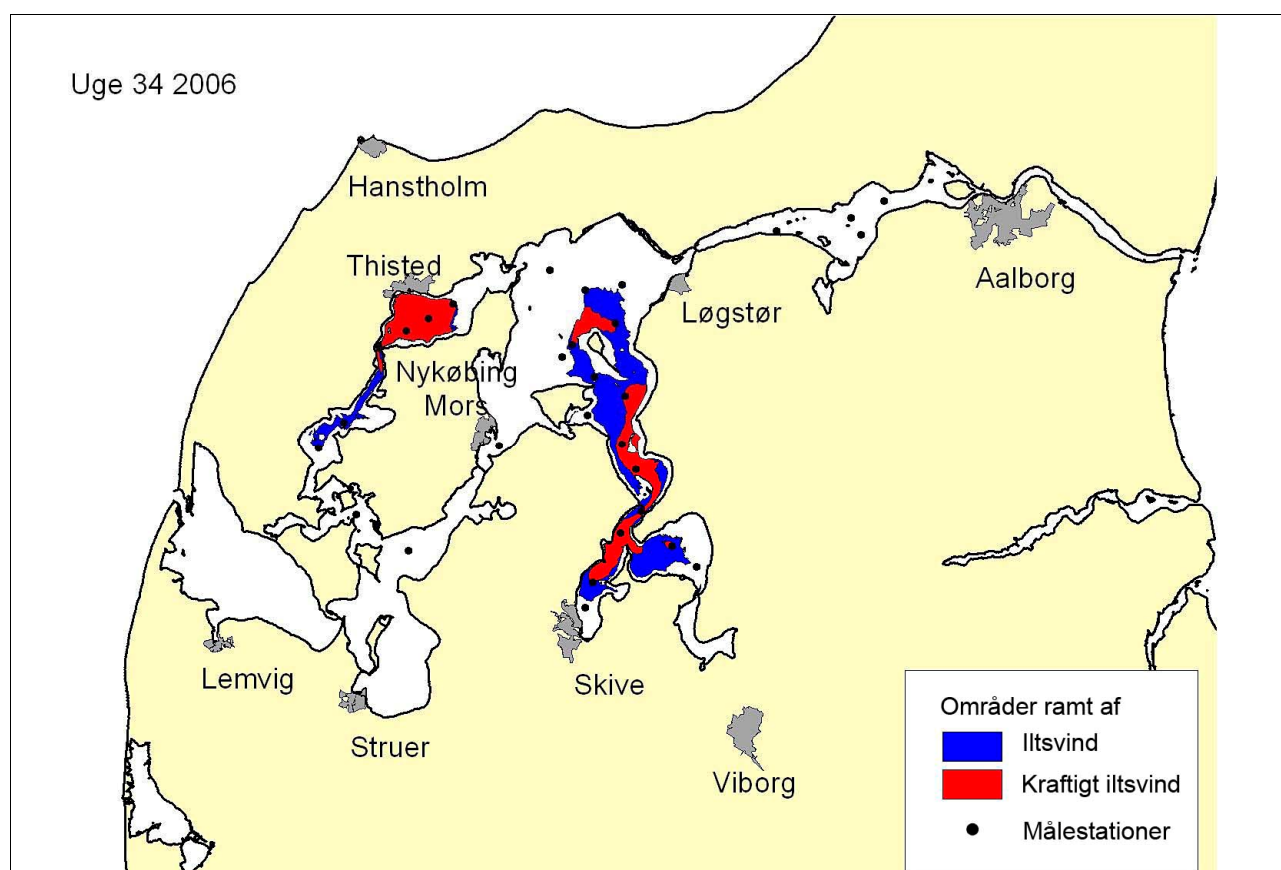 Uge 34 2006
Hanstholm
Thisted
Aalborg
Løgstør
Nykøbing
Mors
Lemvig
Skive
Struer
Viborg
Områder ramt af
Iltsvind
Kraftigt iltsvind
Målestationer